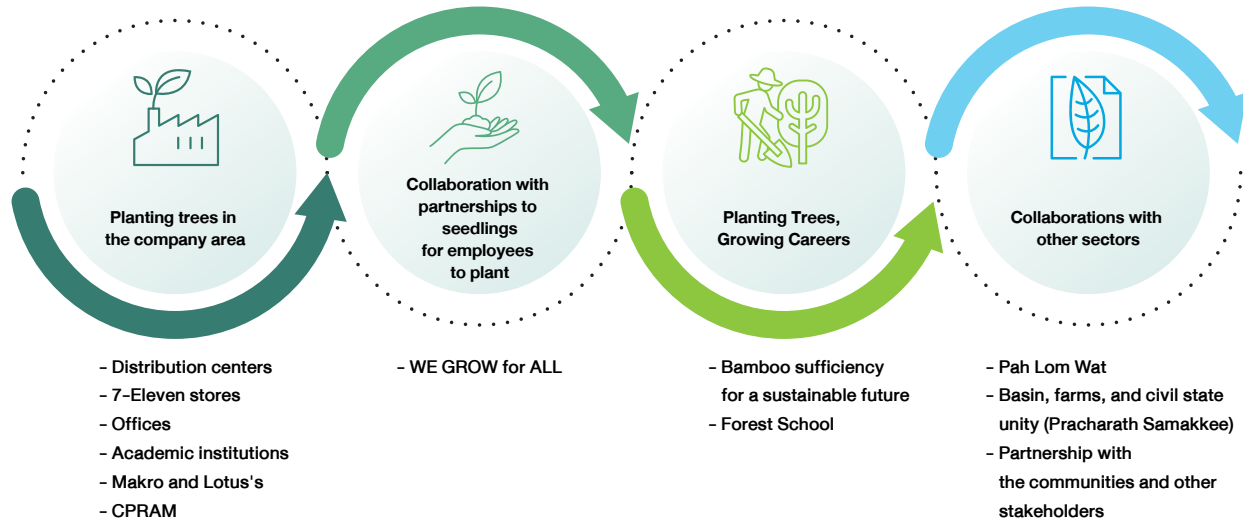 Planting trees in
the company area
Collaboration with
partnerships to
seedlings
for employees
to plant
Planting Trees,
Growing Careers
Collaborations with
other sectors
- Distribution centers
- 7-Eleven stores
- Offices
- Academic institutions
- Makro and Lotus's
- CPRAM
- WE GROW for ALL
- Bamboo sufficiency
for a sustainable future
- Forest School
- Pah Lom Wat
- Basin, farms, and civil state
unity (Pracharath Samakkee)
- Partnership with
the communities and other
stakeholders